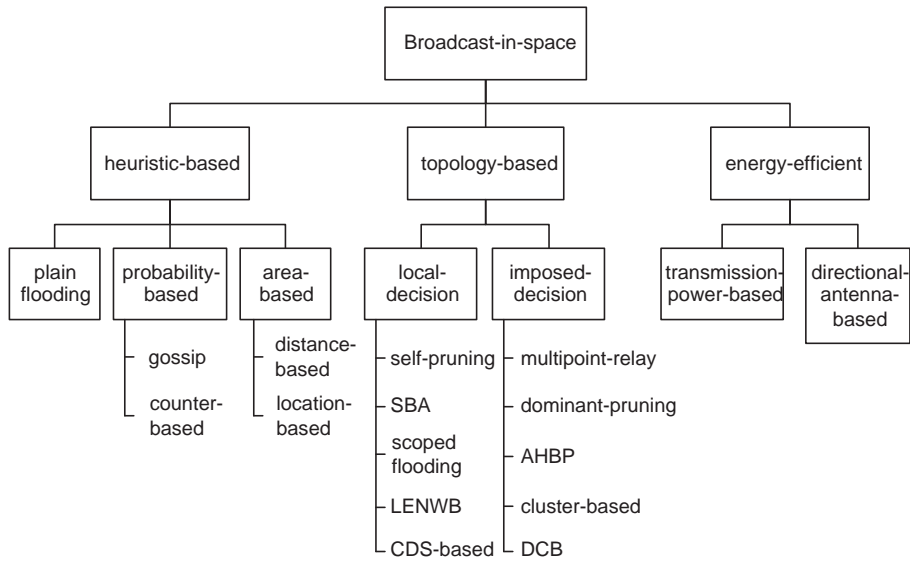 Broadcast-in-space
heuristic-based
topology-based
energy-efficient
plain
flooding
probability-
based
area-
based
local-
decision
imposed-
decision
transmission-
power-based
directional-
antenna-
based
gossip
counter-
based
distance-
based
location-
based
self-pruning
SBA
scoped
flooding
LENWB
CDS-based
multipoint-relay
dominant-pruning
AHBP
cluster-based
DCB